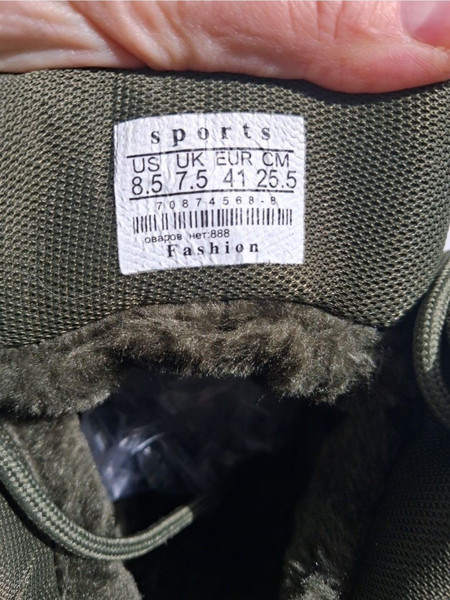 sports
US UK EUR CM
8.5 7.5 41 25.5
70874568-8
оваров нет:888
Fashion